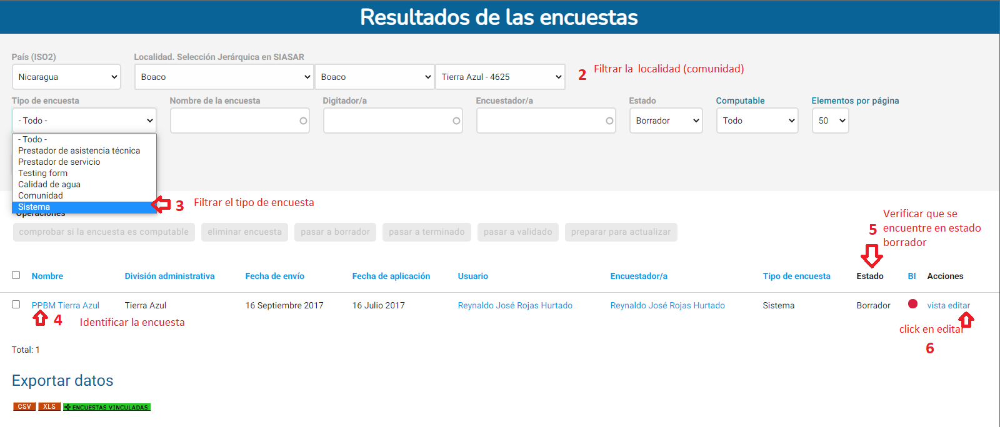 Resultados de las encuestas
País (ISO2)
Localidad. Selección Jerárquica en SIASAR
Nicaragua
Boaco
Boaco
Tierra Azul - 4625
2 Filtrar la localidad (comunidad)
Tipo de encuesta
Nombre de la encuesta
Digitador/a
Encuestador/a
Estado
Computable
Elementos por página
- Todo -
Borrador
Todo
50
- Todo -
Prestador de asistencia técnica
Prestador de servicio
Testing form
Calidad de agua
Comunidad
Sistema
3 Filtrar el tipo de encuesta
Operaciones
comprobar si la encuesta es computable
eliminar encuesta
pasar a borrador
pasar a terminado
pasar a validado
preparar para actualizar
5 Verificar que se
encuentre en estado
borrador
Nombre División administrativa Fecha de envío Fecha de aplicación Usuario Encuestador/a Tipo de encuesta Estado BI Acciones
PPBM Tierra Azul Tierra Azul 16 Septiembre 2017 16 Julio 2017 Reynaldo José Rojas Hurtado Reynaldo José Rojas Hurtado Sistema Borrador vista editar
4 Identificar la encuesta
click en editar
6
Total: 1
Exportar datos
CSV XLS ENCUESTAS VINCULADAS